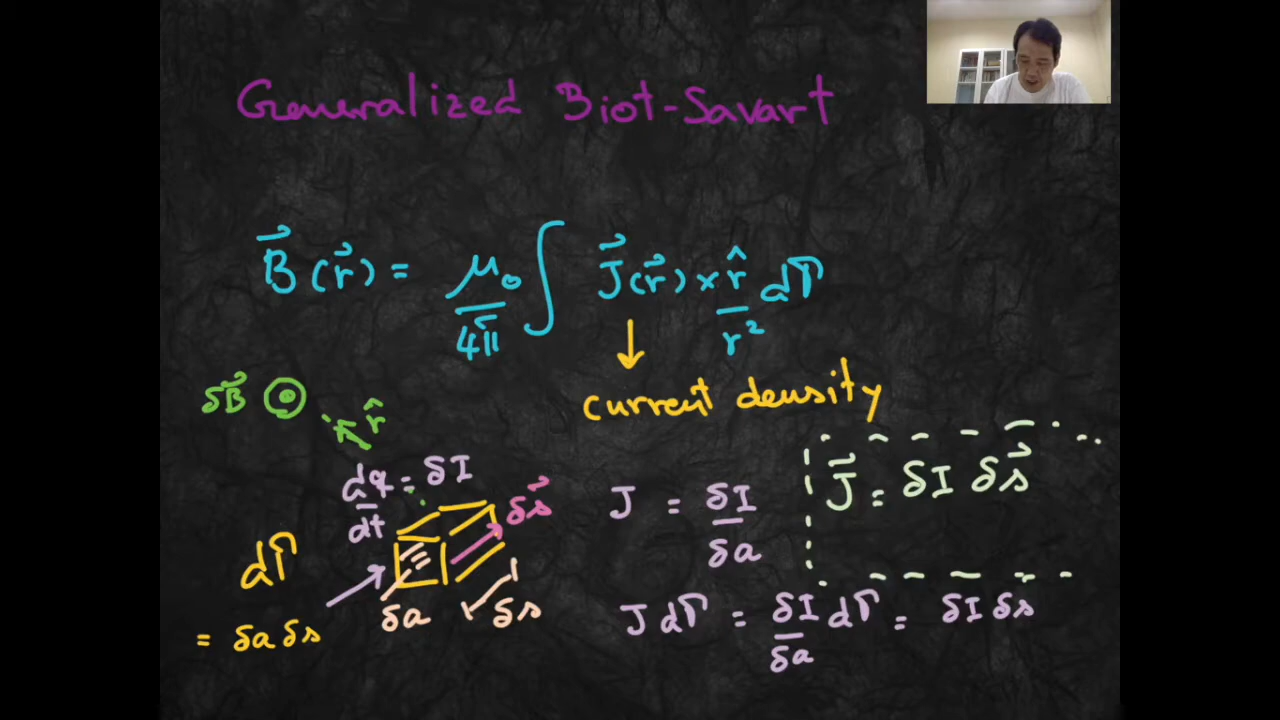 Generalized Biot-Savart
B⃗(r⃗) = μ₀/4π ∫ J⃗(r⃗) × r̂/r² dτ
current density
δB⃗ ⊙ r̂
dq/dt = δI
δs⃗
dτ
= δa δs
δa
δs
J = δI/δa
J⃗ = δI δs⃗
J dτ = δI/δa dτ = δI δs